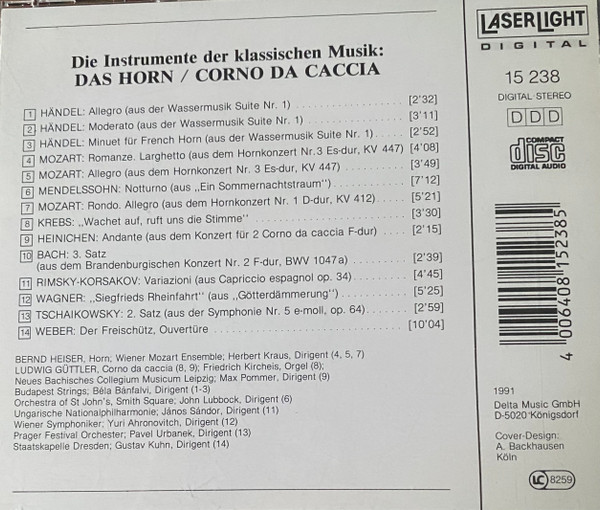 Die Instrumente der klassischen Musik:
DAS HORN / CORNO DA CACCIA
1 HÄNDEL: Allegro (aus der Wassermusik Suite Nr. 1) [2'32]
2 HÄNDEL: Moderato (aus der Wassermusik Suite Nr. 1) [3'11]
3 HÄNDEL: Minuet für French Horn (aus der Wassermusik Suite Nr. 1) [2'52]
4 MOZART: Romanze. Larghetto (aus dem Hornkonzert Nr. 3 Es-dur, KV 447) [4'08]
5 MOZART: Allegro (aus dem Hornkonzert Nr. 3 Es-dur, KV 447) [3'49]
6 MENDELSSOHN: Notturno (aus „Ein Sommernachtstraum") [7'12]
7 MOZART: Rondo. Allegro (aus dem Hornkonzert Nr. 1 D-dur, KV 412) [5'21]
8 KREBS: „Wachet auf, ruft uns die Stimme" [3'30]
9 HEINICHEN: Andante (aus dem Konzert für 2 Corno da caccia F-dur) [2'15]
10 BACH: 3. Satz
(aus dem Brandenburgischen Konzert Nr. 2 F-dur, BWV 1047a) [2'39]
11 RIMSKY-KORSAKOV: Variazioni (aus Capriccio espagnol op. 34) [4'45]
12 WAGNER: „Siegfrieds Rheinfahrt" (aus „Götterdämmerung") [5'25]
13 TSCHAIKOWSKY: 2. Satz (aus der Symphonie Nr. 5 e-moll, op. 64) [2'59]
14 WEBER: Der Freischütz, Ouvertüre [10'04]
BERND HEISER, Horn; Wiener Mozart Ensemble; Herbert Kraus, Dirigent (4, 5, 7)
LUDWIG GÜTTLER, Corno da caccia (8, 9); Friedrich Kircheis, Orgel (8);
Neues Bachisches Collegium Musicum Leipzig; Max Pommer, Dirigent (9)
Budapest Strings; Béla Bánfalvi, Dirigent (1-3)
Orchestra of St John's, Smith Square; John Lubbock, Dirigent (6)
Ungarische Nationalphilharmonie; János Sándor, Dirigent (11)
Wiener Symphoniker; Yuri Ahronovitch, Dirigent (12)
Prager Festival Orchester; Pavel Urbanek, Dirigent (13)
Staatskapelle Dresden; Gustav Kuhn, Dirigent (14)
LASERLIGHT
DIGITAL
15 238
DIGITAL·STEREO
D D D
COMPACT
disc
DIGITAL AUDIO
4 006408 152385
1991
Delta Music GmbH
D-5020 Königsdorf
Cover-Design:
A. Backhausen
Köln
LC 8259